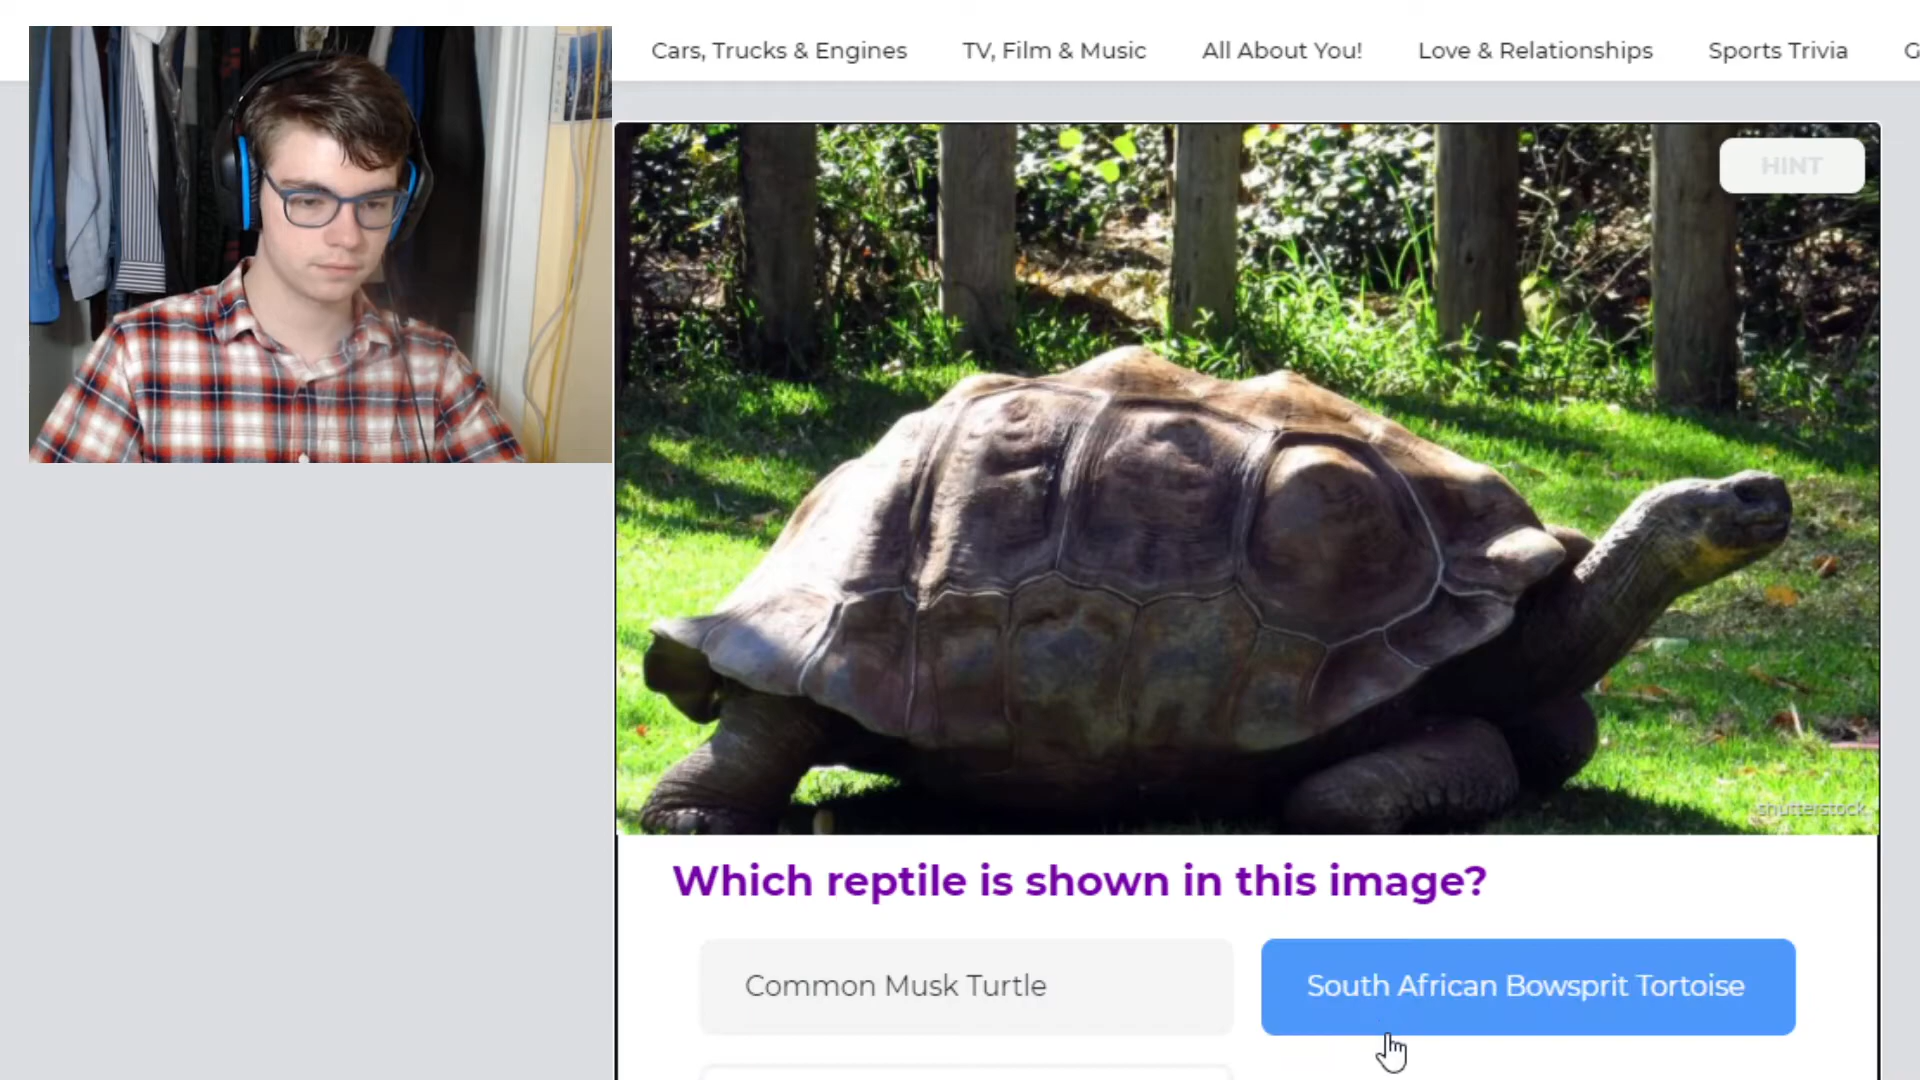 Cars, Trucks & Engines TV, Film & Music All About You! Love & Relationships Sports Trivia G
HINT
shutterstock
Which reptile is shown in this image?
Common Musk Turtle
South African Bowsprit Tortoise